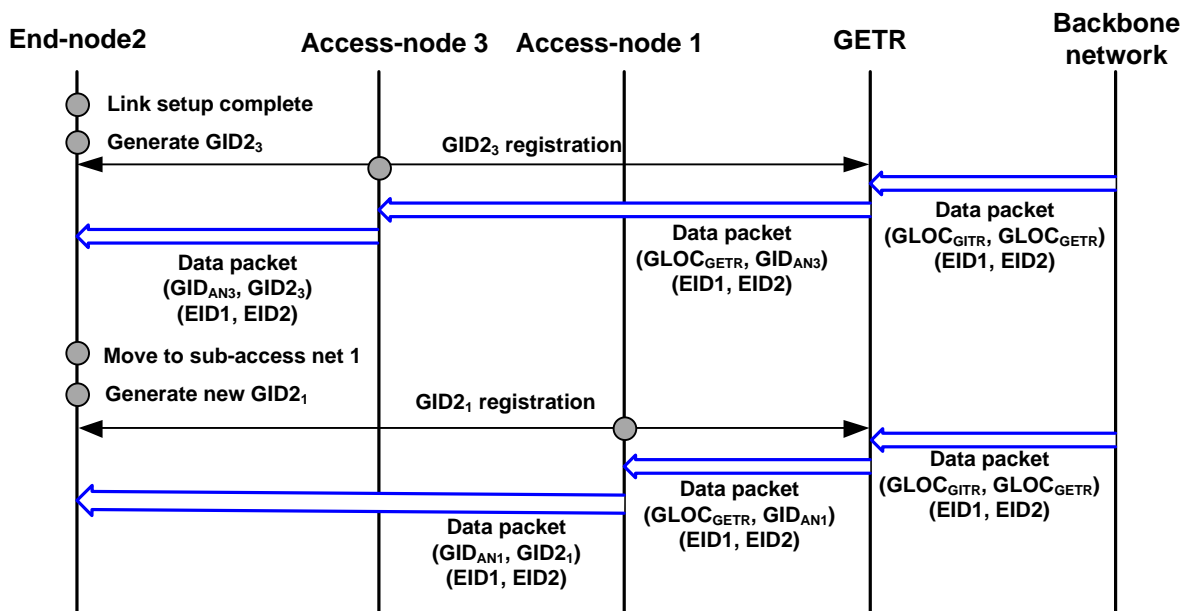 End-node2
Access-node 3
Access-node 1
GETR
Backbone
network
Link setup complete
Generate GID2₃
GID2₃ registration
Data packet
(GLOC_GITR, GLOC_GETR)
(EID1, EID2)
Data packet
(GLOC_GETR, GID_AN3)
(EID1, EID2)
Data packet
(GID_AN3, GID2₃)
(EID1, EID2)
Move to sub-access net 1
Generate new GID2₁
GID2₁ registration
Data packet
(GLOC_GITR, GLOC_GETR)
(EID1, EID2)
Data packet
(GLOC_GETR, GID_AN1)
(EID1, EID2)
Data packet
(GID_AN1, GID2₁)
(EID1, EID2)